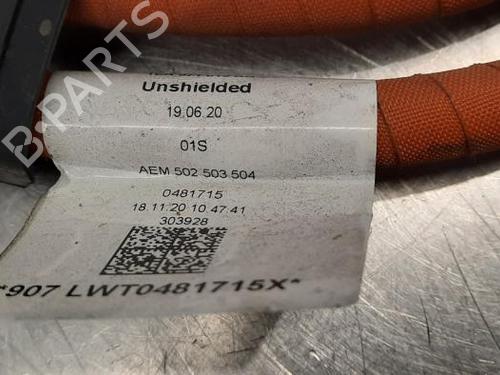 Unshielded
19.06.20
01S
AEM 502 503 504
0481715
18.11.20 10.47.41
303928
*907 LWT0481715X*
B-PARTS